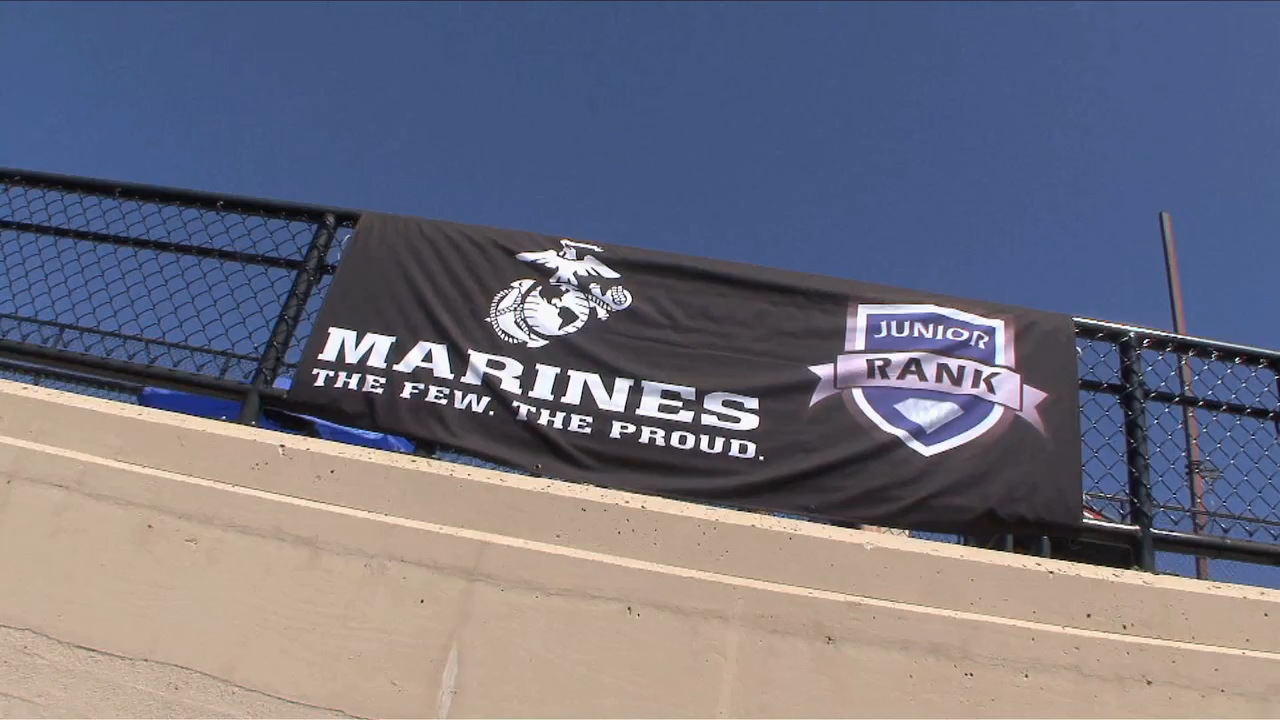 MARINES
THE FEW. THE PROUD.
JUNIOR
RANK